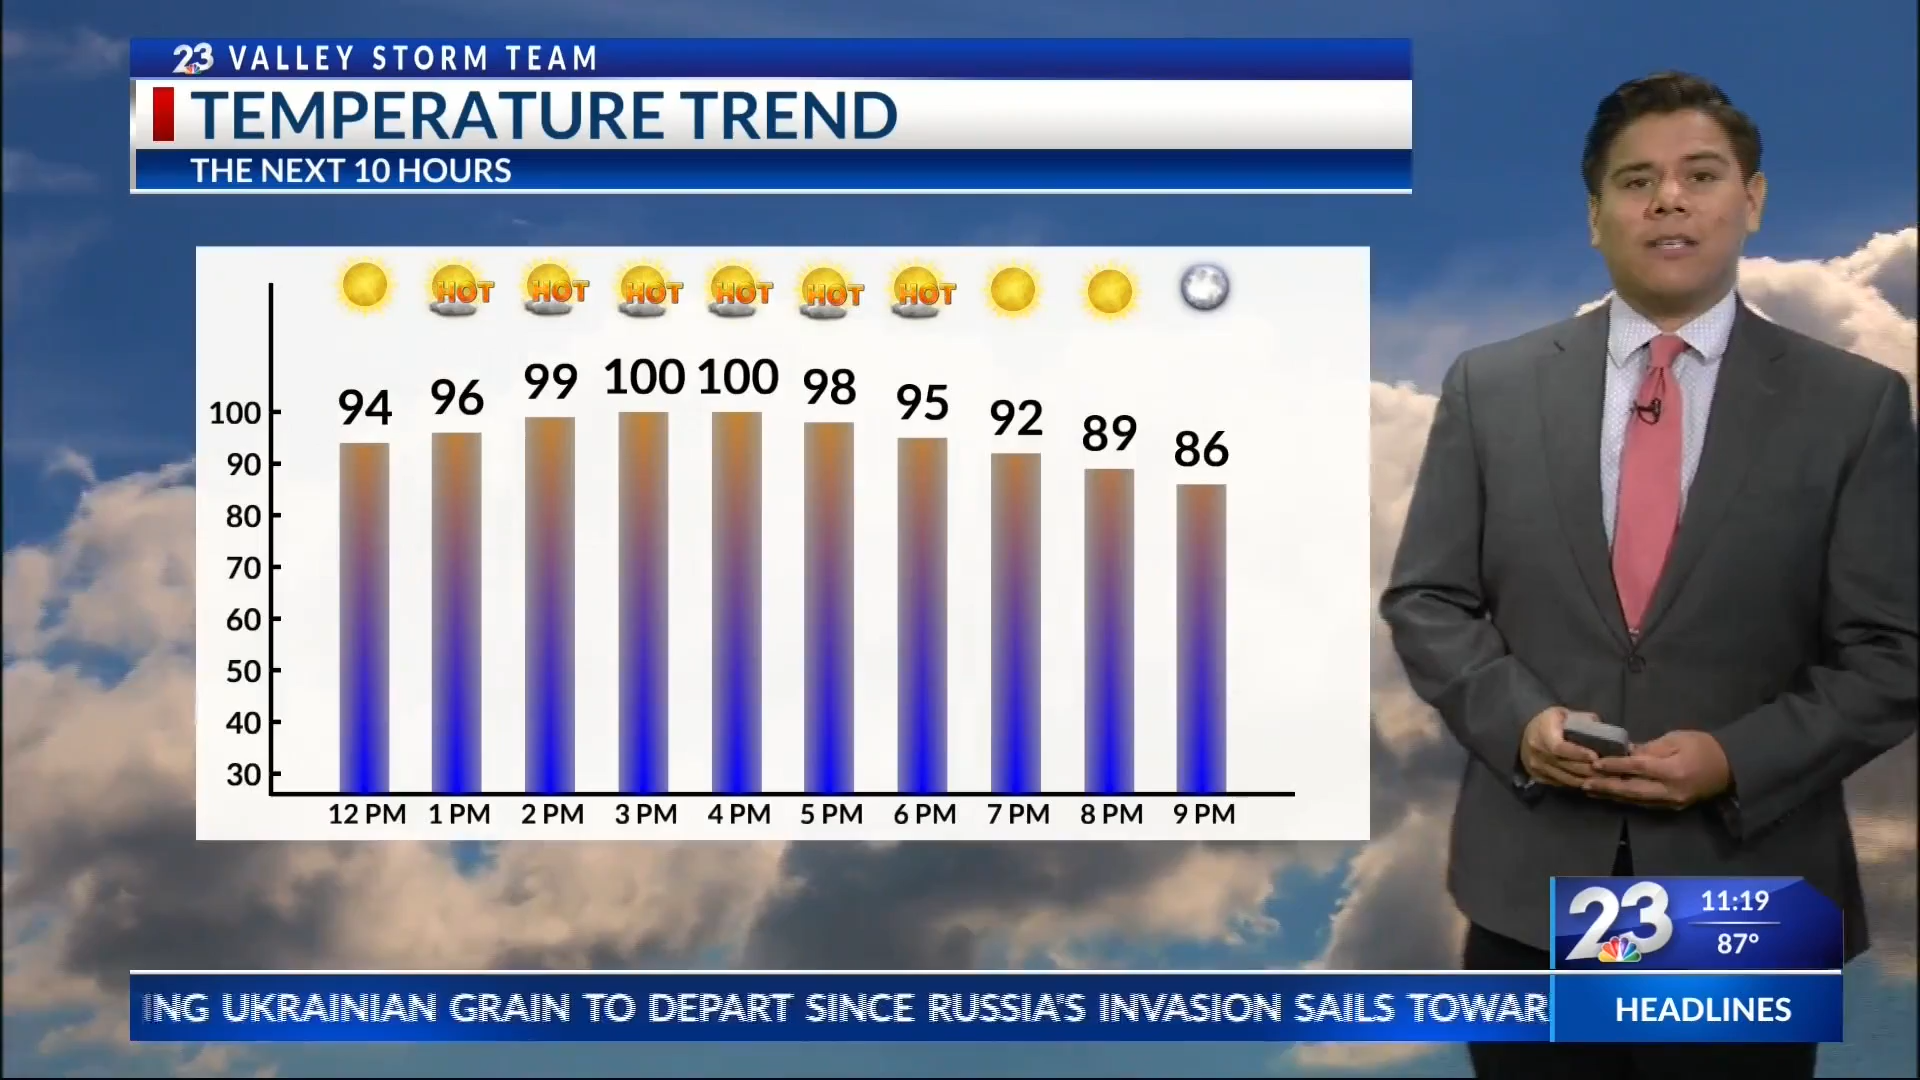 23 VALLEY STORM TEAM
TEMPERATURE TREND
THE NEXT 10 HOURS
HOT HOT HOT HOT HOT HOT
94 96 99 100 100 98 95 92 89 86
100
90
80
70
60
50
40
30
12 PM 1 PM 2 PM 3 PM 4 PM 5 PM 6 PM 7 PM 8 PM 9 PM
23
11:19
87°
ING UKRAINIAN GRAIN TO DEPART SINCE RUSSIA'S INVASION SAILS TOWAR
HEADLINES